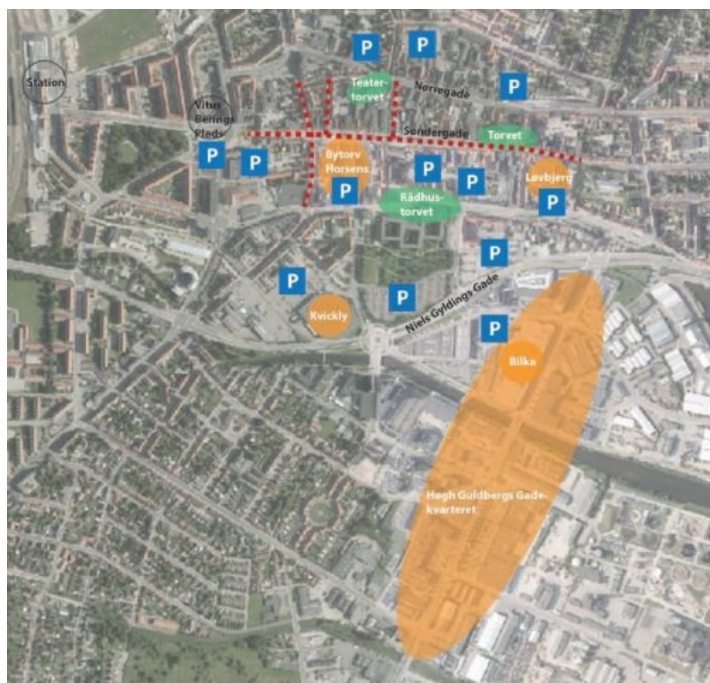 P
P
Station
Teater-
torvet
Nørregade
P
Vitus
Berings
Plads
Søndergade
Torvet
P
P
Bytorv
Horsens
P
P
P
Løvbjerg
P
Rådhus-
torvet
P
P
P
Kvickly
Niels Gyldings Gade
P
Bilka
Høgh Guldbergs Gade-
kvarteret